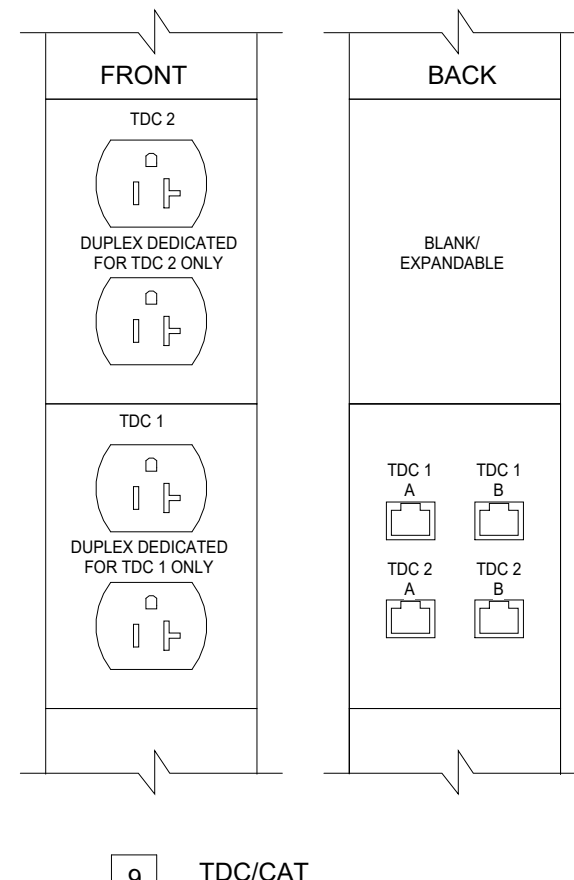 FRONT
TDC 2
DUPLEX DEDICATED
FOR TDC 2 ONLY
TDC 1
DUPLEX DEDICATED
FOR TDC 1 ONLY
BACK
BLANK/
EXPANDABLE
TDC 1
A
TDC 1
B
TDC 2
A
TDC 2
B
9
TDC/CAT